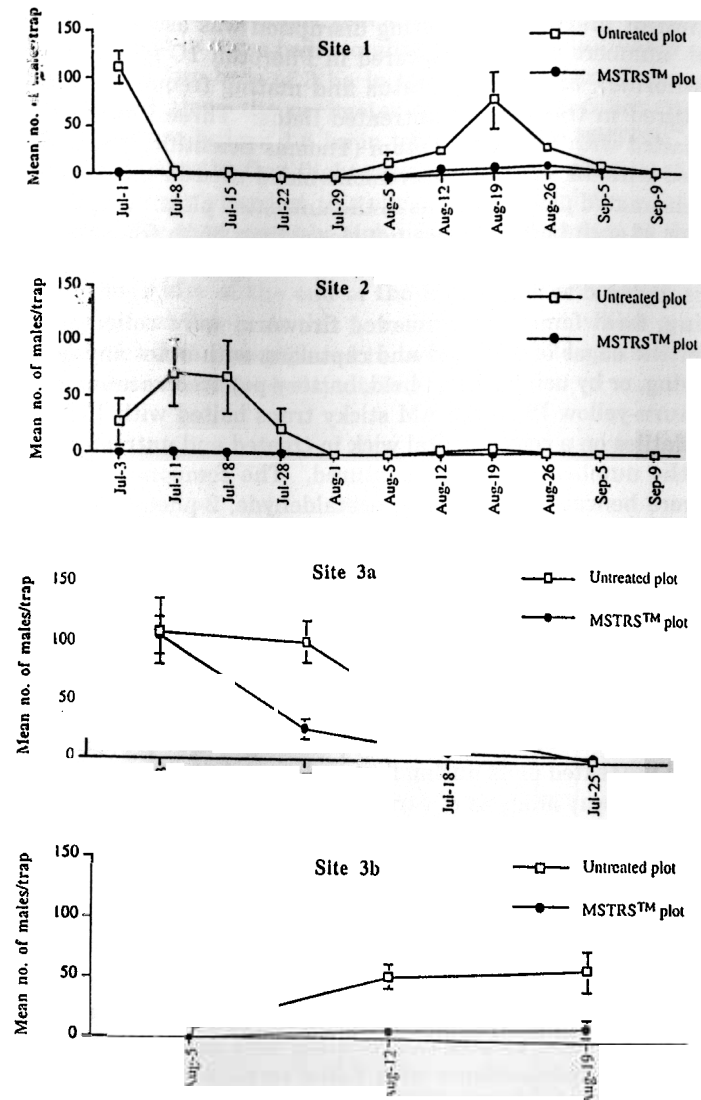 Site 1
Untreated plot
MSTRS™ plot
Mean no. of males/trap
150
100
50
0
Jul-1
Jul-8
Jul-15
Jul-22
Jul-29
Aug-5
Aug-12
Aug-19
Aug-26
Sep-5
Sep-9
Site 2
Untreated plot
MSTRS™ plot
Mean no. of males/trap
150
100
50
0
Jul-3
Jul-11
Jul-18
Jul-28
Aug-1
Aug-5
Aug-12
Aug-19
Aug-26
Sep-3
Sep-9
Site 3a
Untreated plot
MSTRS™ plot
Mean no. of males/trap
150
100
50
0
Jul-18
Jul-25
Site 3b
Untreated plot
MSTRS™ plot
Mean no. of males/trap
150
100
50
0
Aug-5
Aug-12
Aug-19